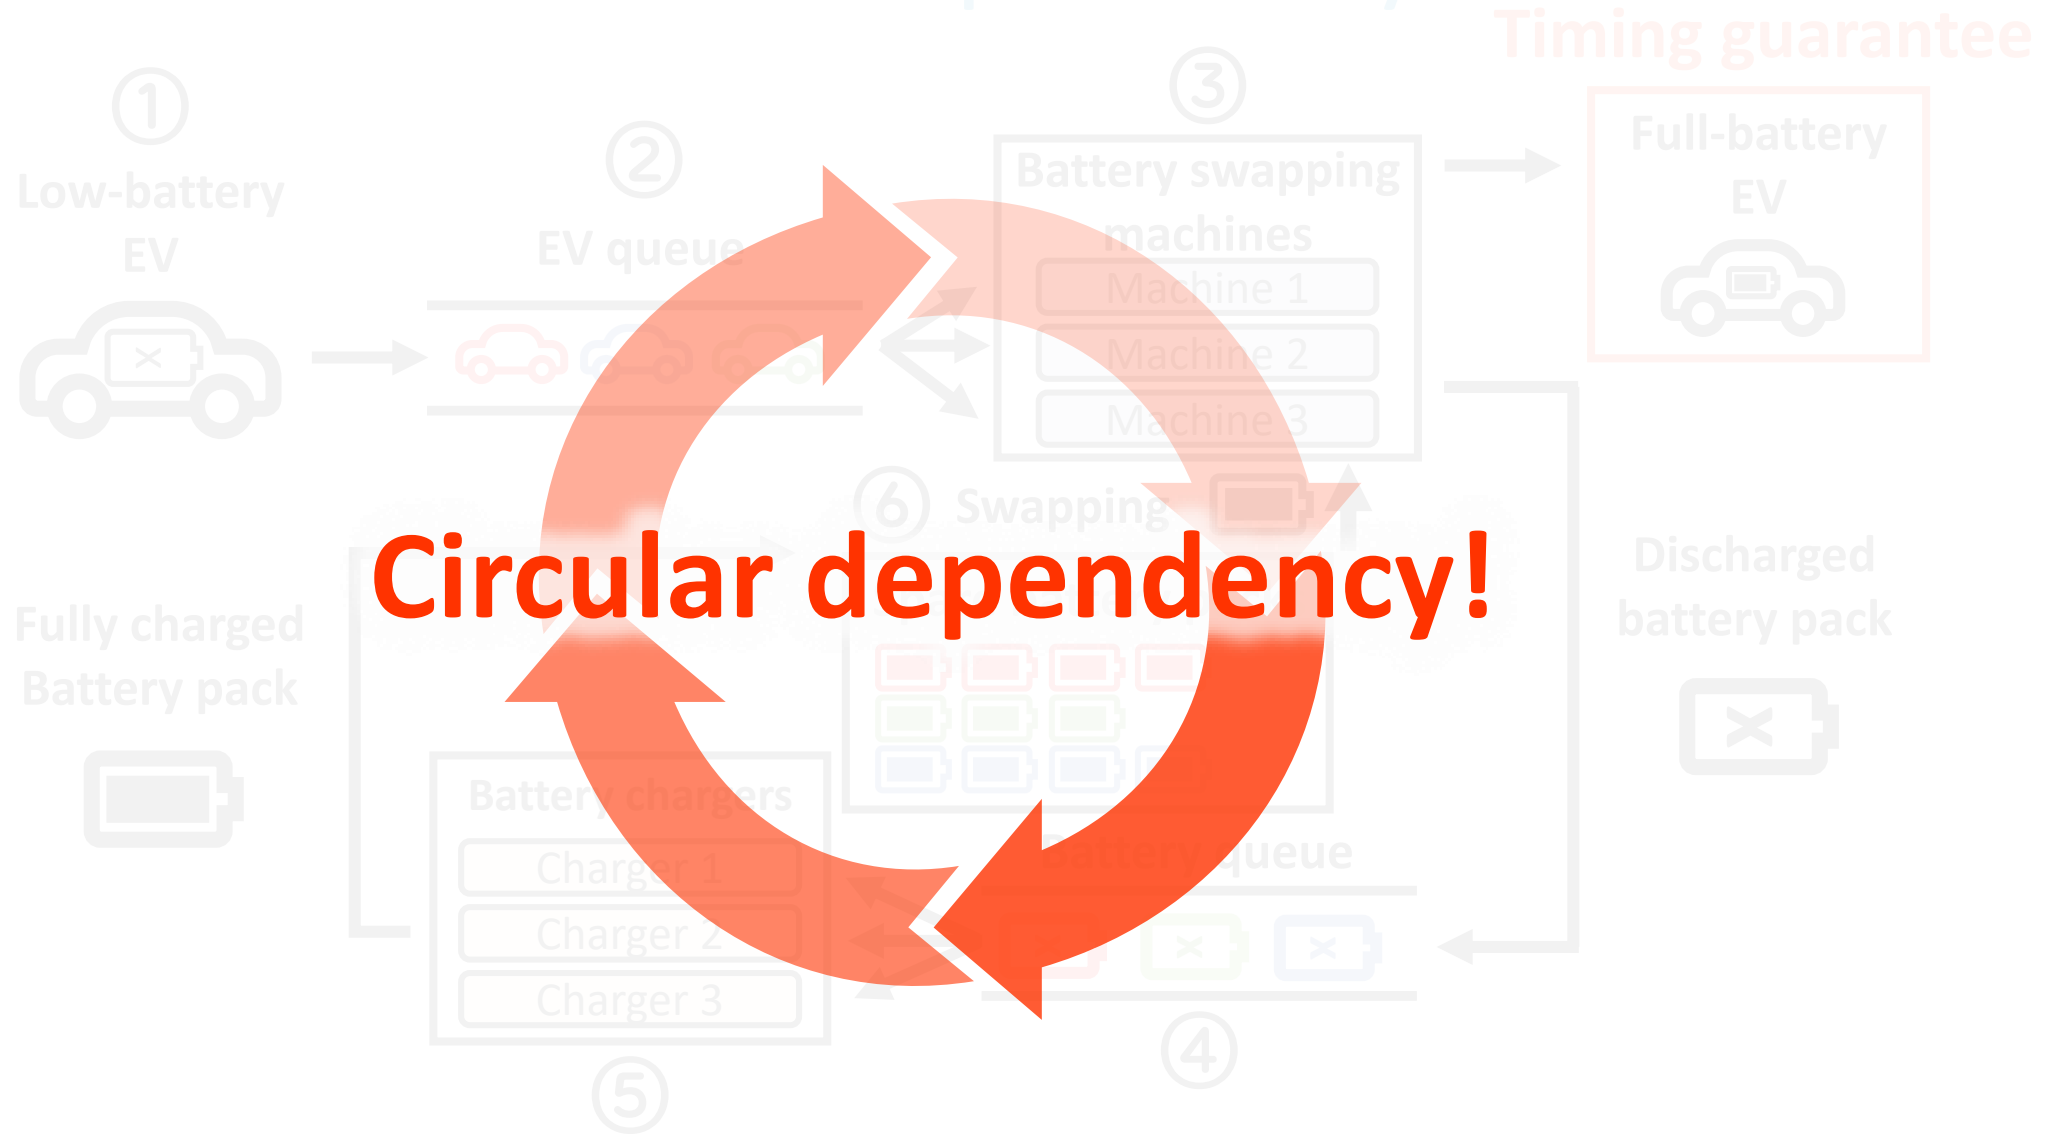 Timing guarantee
①
Low-battery
EV
②
EV queue
③
Battery swapping
machines
Machine 1
Machine 2
Machine 3
Full-battery
EV
⑥ Swapping
Circular dependency!
Fully charged
Battery pack
Discharged
battery pack
Battery chargers
Charger 1
Charger 2
Charger 3
⑤
Battery queue
④